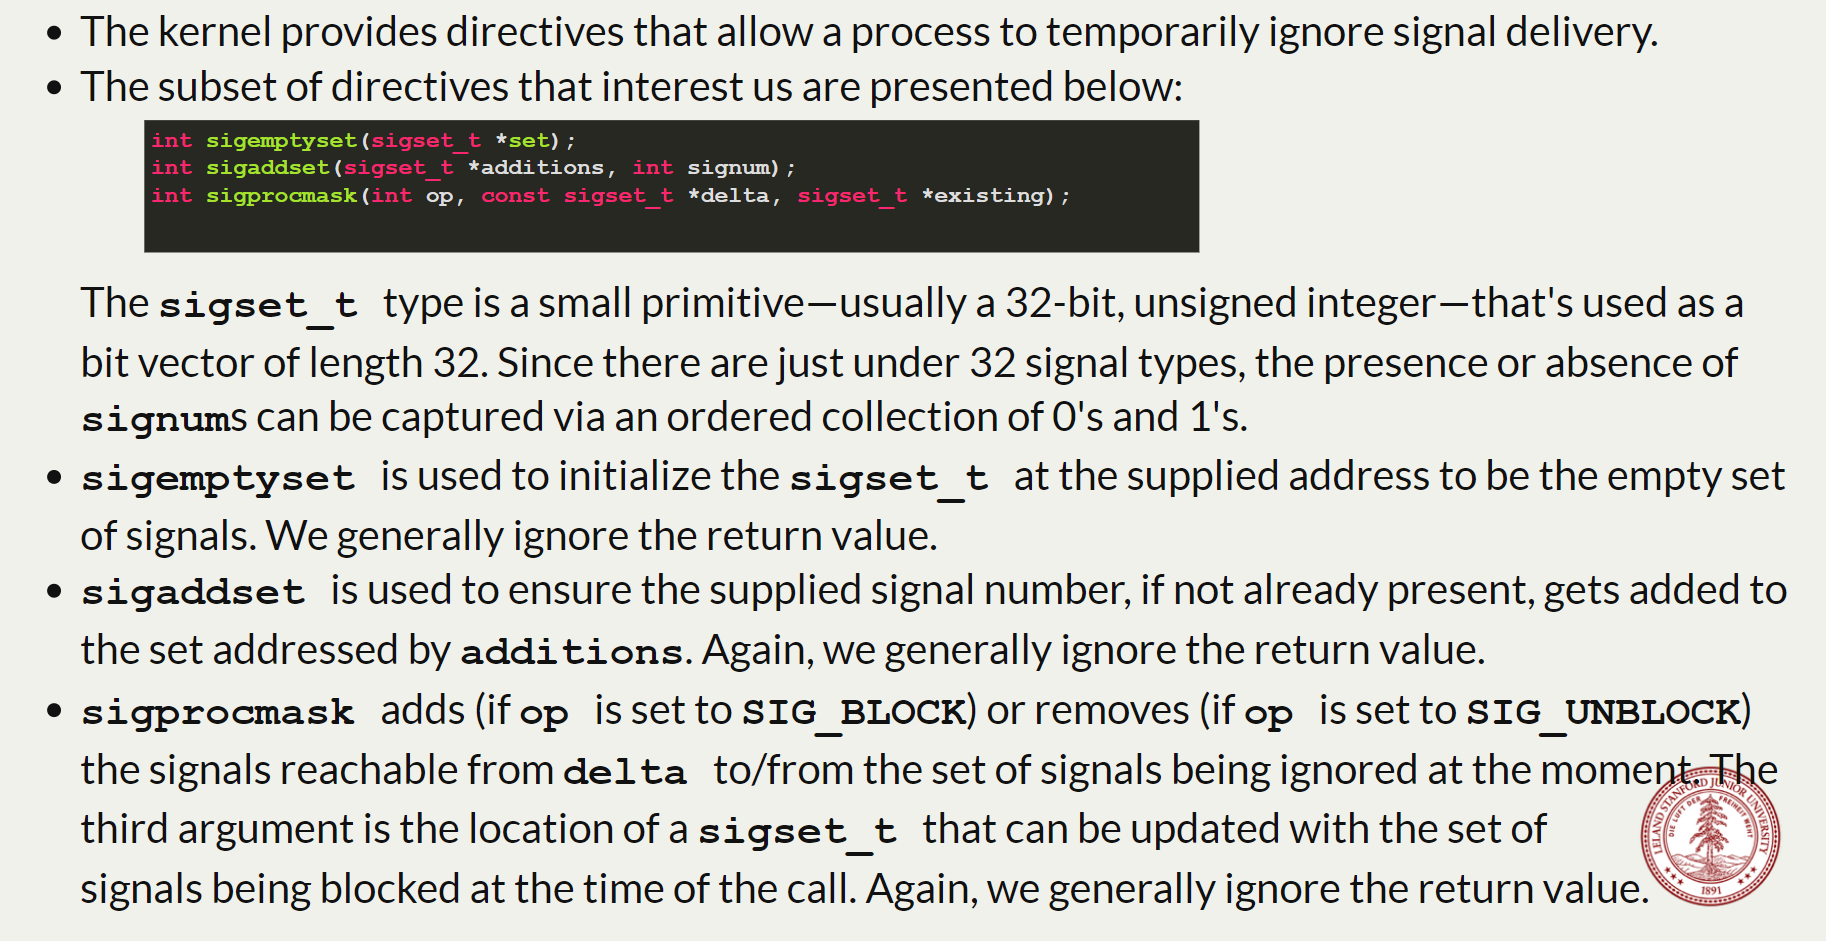 The kernel provides directives that allow a process to temporarily ignore signal delivery.
The subset of directives that interest us are presented below:
int sigemptyset(sigset_t *set);
int sigaddset(sigset_t *additions, int signum);
int sigprocmask(int op, const sigset_t *delta, sigset_t *existing);
The sigset_t type is a small primitive—usually a 32-bit, unsigned integer—that's used as a
bit vector of length 32. Since there are just under 32 signal types, the presence or absence of
signums can be captured via an ordered collection of 0's and 1's.
sigemptyset is used to initialize the sigset_t at the supplied address to be the empty set
of signals. We generally ignore the return value.
sigaddset is used to ensure the supplied signal number, if not already present, gets added to
the set addressed by additions. Again, we generally ignore the return value.
sigprocmask adds (if op is set to SIG_BLOCK) or removes (if op is set to SIG_UNBLOCK)
the signals reachable from delta to/from the set of signals being ignored at the moment. The
third argument is the location of a sigset_t that can be updated with the set of
signals being blocked at the time of the call. Again, we generally ignore the return value.
LELAND STANFORD JUNIOR UNIVERSITY
DIE LUFT DER FREIHEIT WEHT
1891